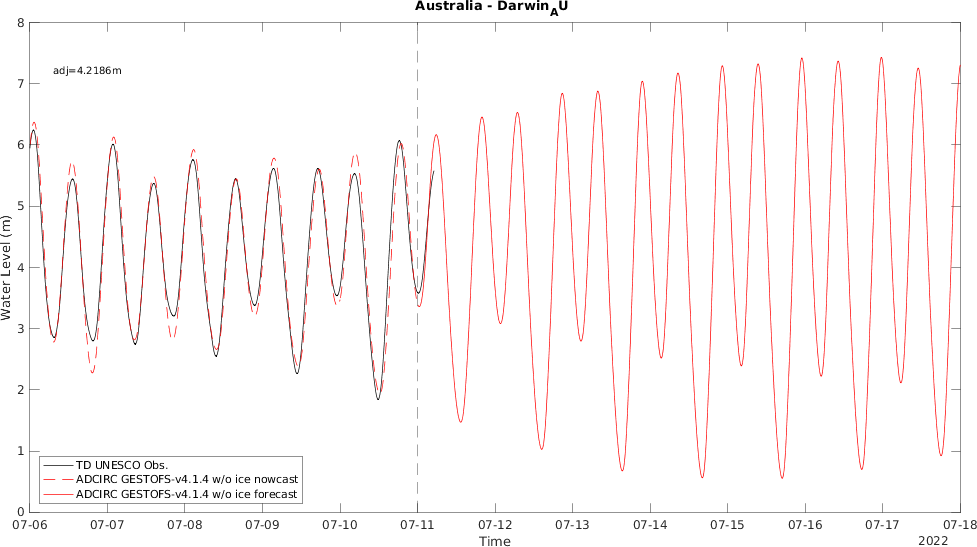 Australia - DarwinAU
8
adj=4.2186m
7
6
5
4
3
2
1
0
Water Level (m)
TD UNESCO Obs.
ADCIRC GESTOFS-v4.1.4 w/o ice nowcast
ADCIRC GESTOFS-v4.1.4 w/o ice forecast
07-06 07-07 07-08 07-09 07-10 07-11 07-12 07-13 07-14 07-15 07-16 07-17 07-18
Time
2022